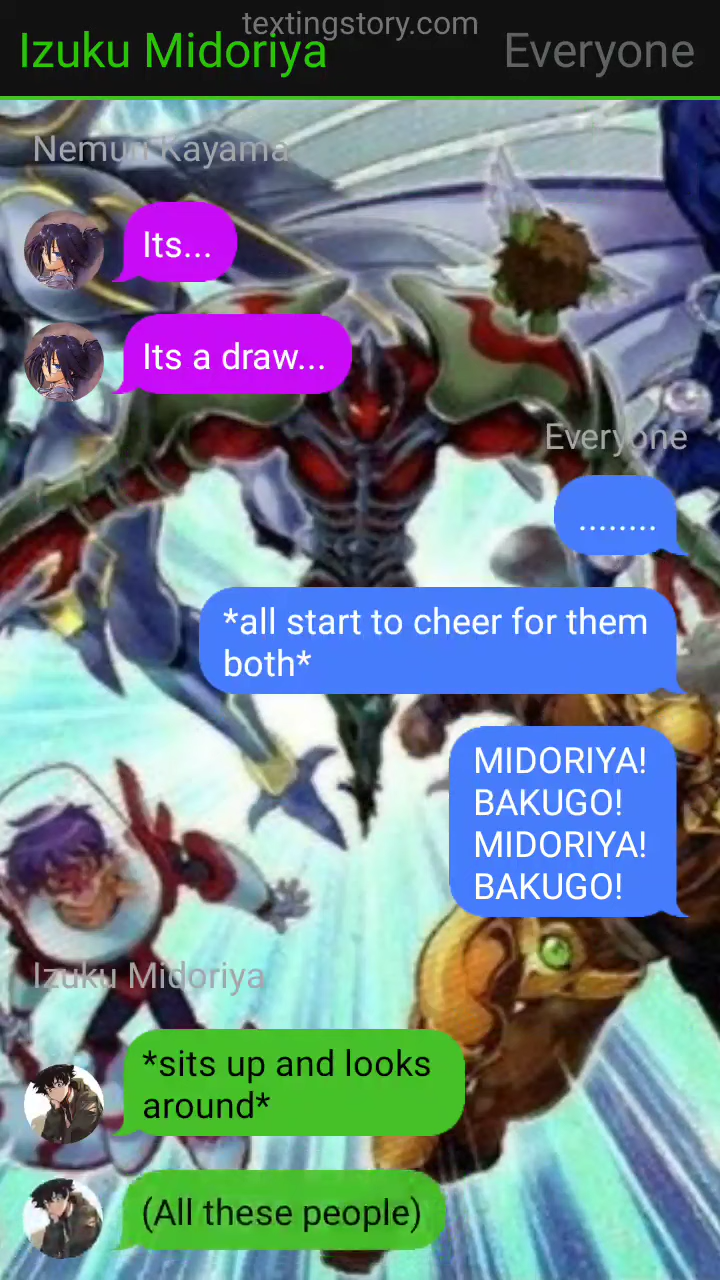 textingstory.com
Izuku Midoriya
Everyone
Nemuri Kayama
Its...
Its a draw...
Everyone
........
*all start to cheer for them
both*
MIDORIYA!
BAKUGO!
MIDORIYA!
BAKUGO!
Izuku Midoriya
*sits up and looks
around*
(All these people)